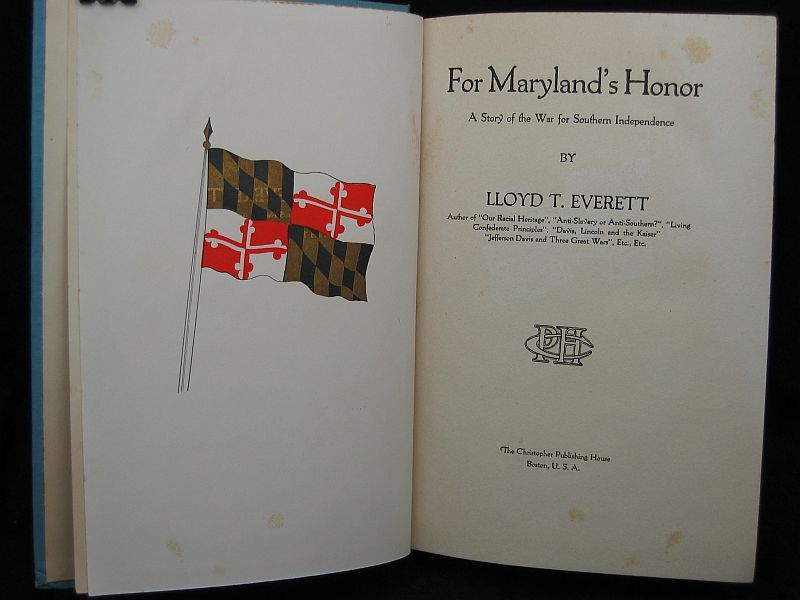 For Maryland's Honor
A Story of the War for Southern Independence
BY
LLOYD T. EVERETT
Author of "Our Racial Heritage", "Anti-Slavery or Anti-Southern?", "Living
Confederate Principles", "Davis, Lincoln and the Kaiser"
"Jefferson Davis and Three Great Wars", Etc., Etc.
The Christopher Publishing House
Boston, U. S. A.